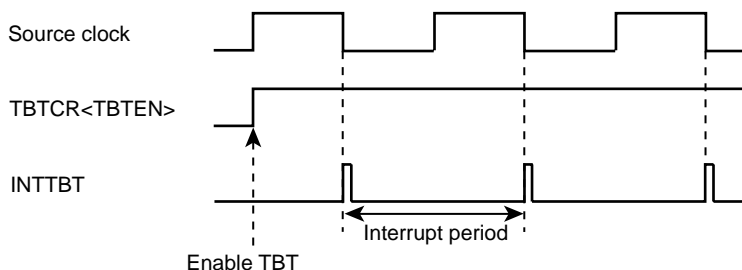 Source clock
TBTCR<TBTEN>
INTTBT
Interrupt period
Enable TBT